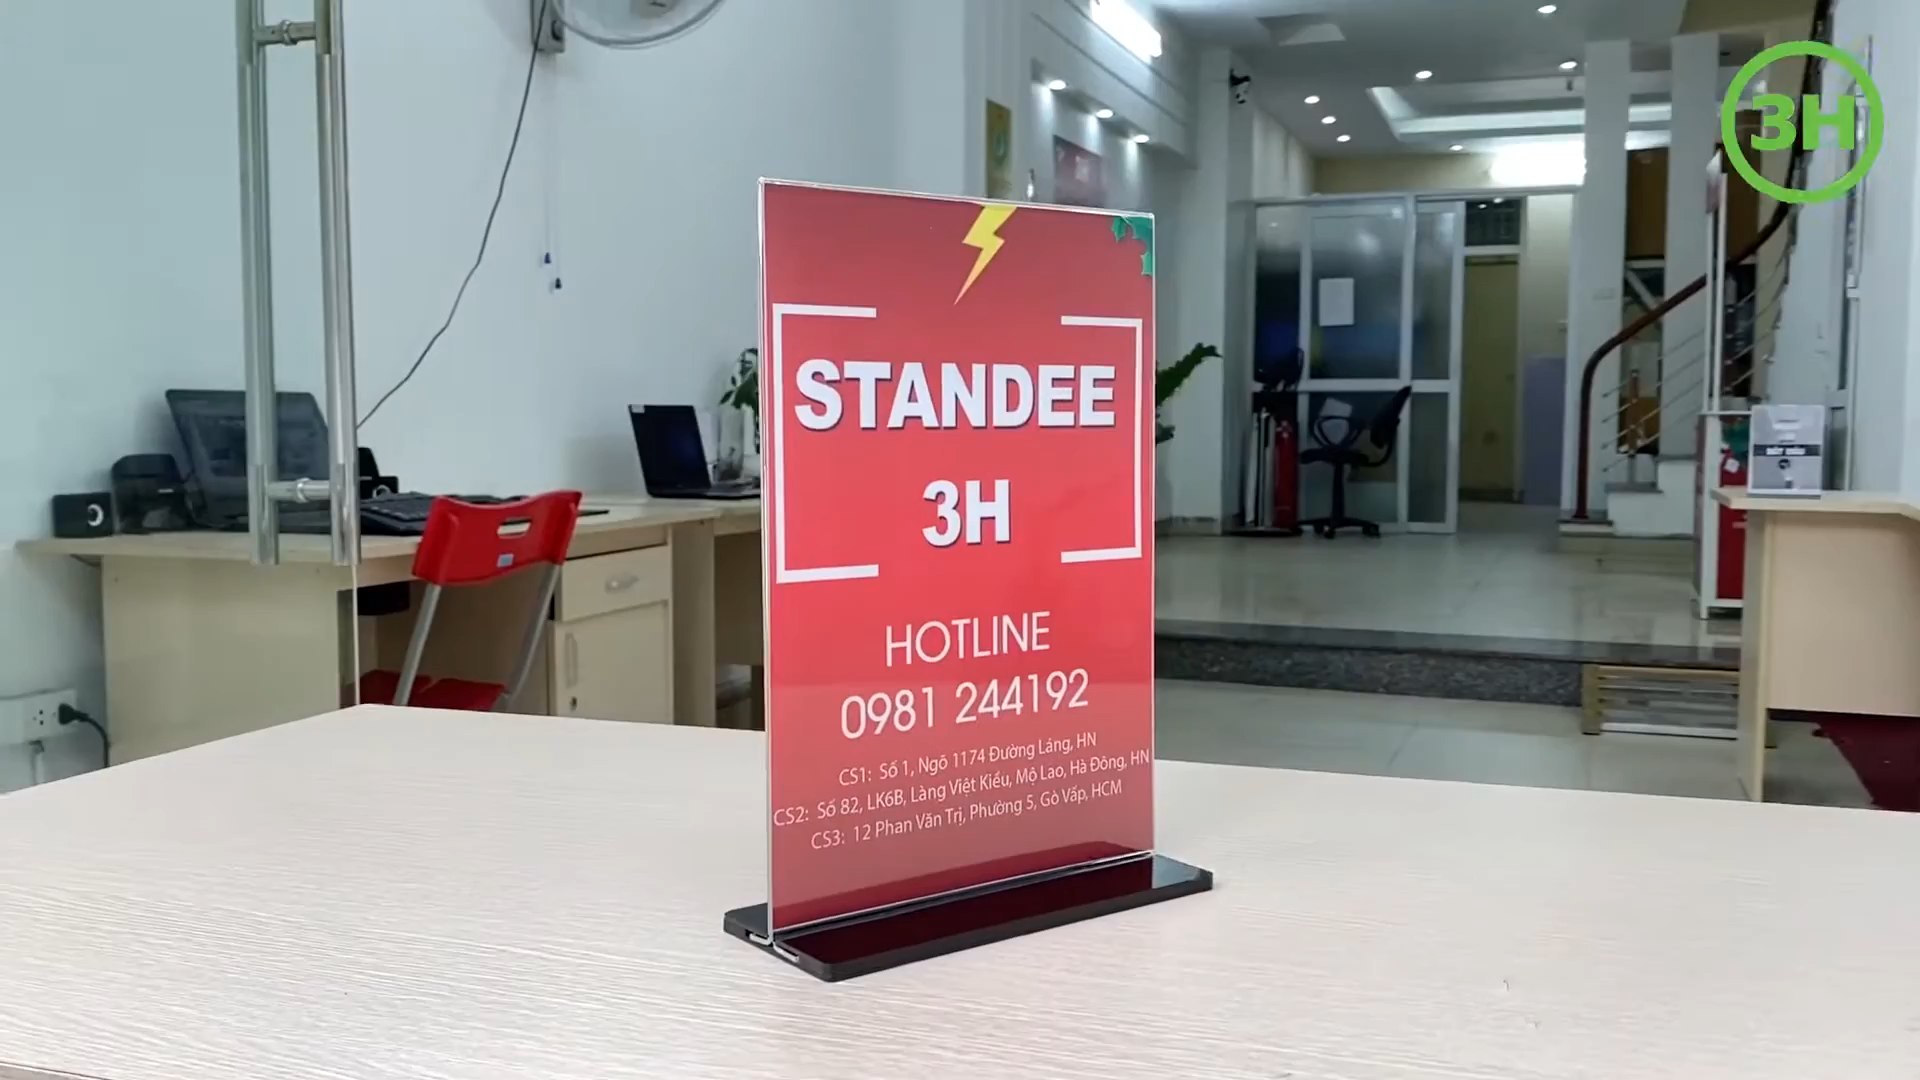 3H
STANDEE
3H
HOTLINE
0981 244192
CS1: Số 1, Ngõ 1174 Đường Láng, HN
CS2: Số 82, LK6B, Làng Việt Kiều, Mộ Lao, Hà Đông, HN
CS3: 12 Phan Văn Trị, Phường 5, Gò Vấp, HCM